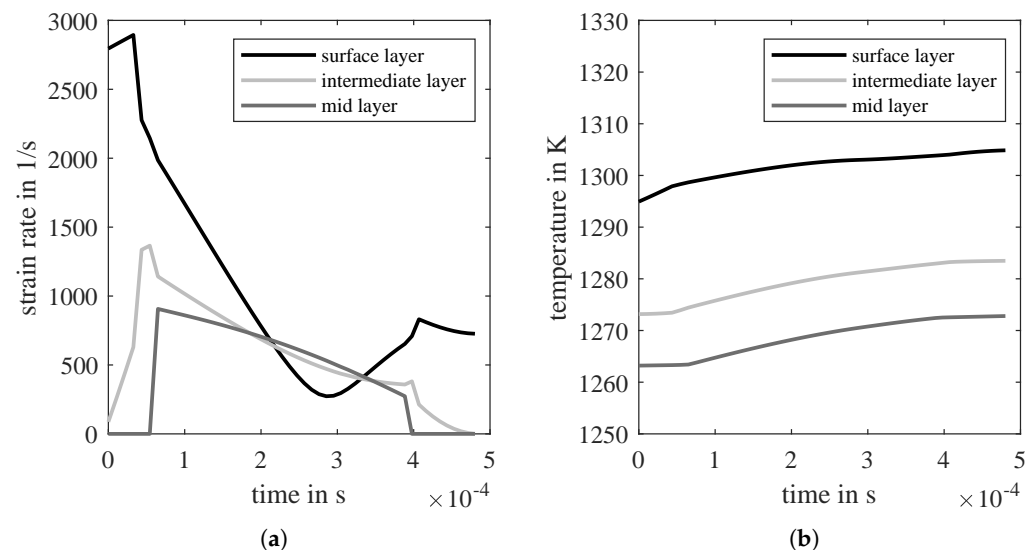 3000
2500
2000
1500
1000
500
0
strain rate in 1/s
surface layer
intermediate layer
mid layer
0 1 2 3 4 5
time in s
×10-4
(a)
1330
1320
1310
1300
1290
1280
1270
1260
1250
temperature in K
surface layer
intermediate layer
mid layer
0 1 2 3 4 5
time in s
×10-4
(b)